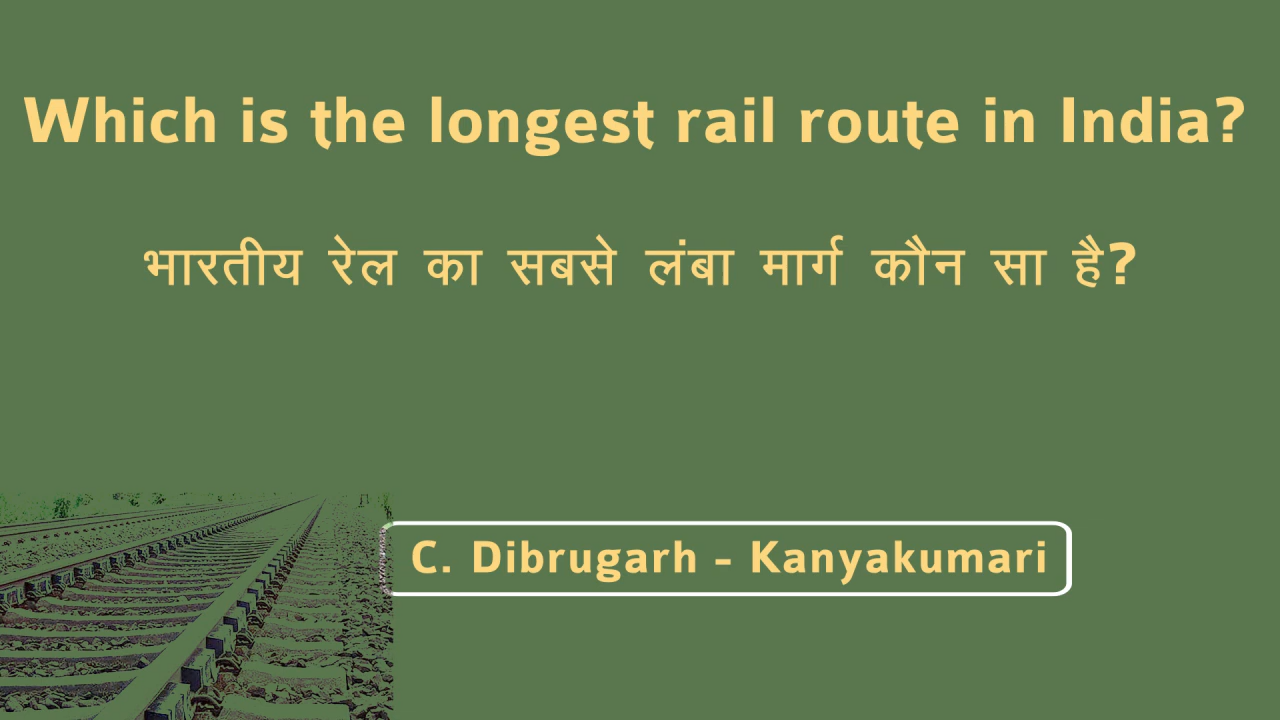 Which is the longest rail route in India?
भारतीय रेल का सबसे लंबा मार्ग कौन सा है?
C. Dibrugarh - Kanyakumari